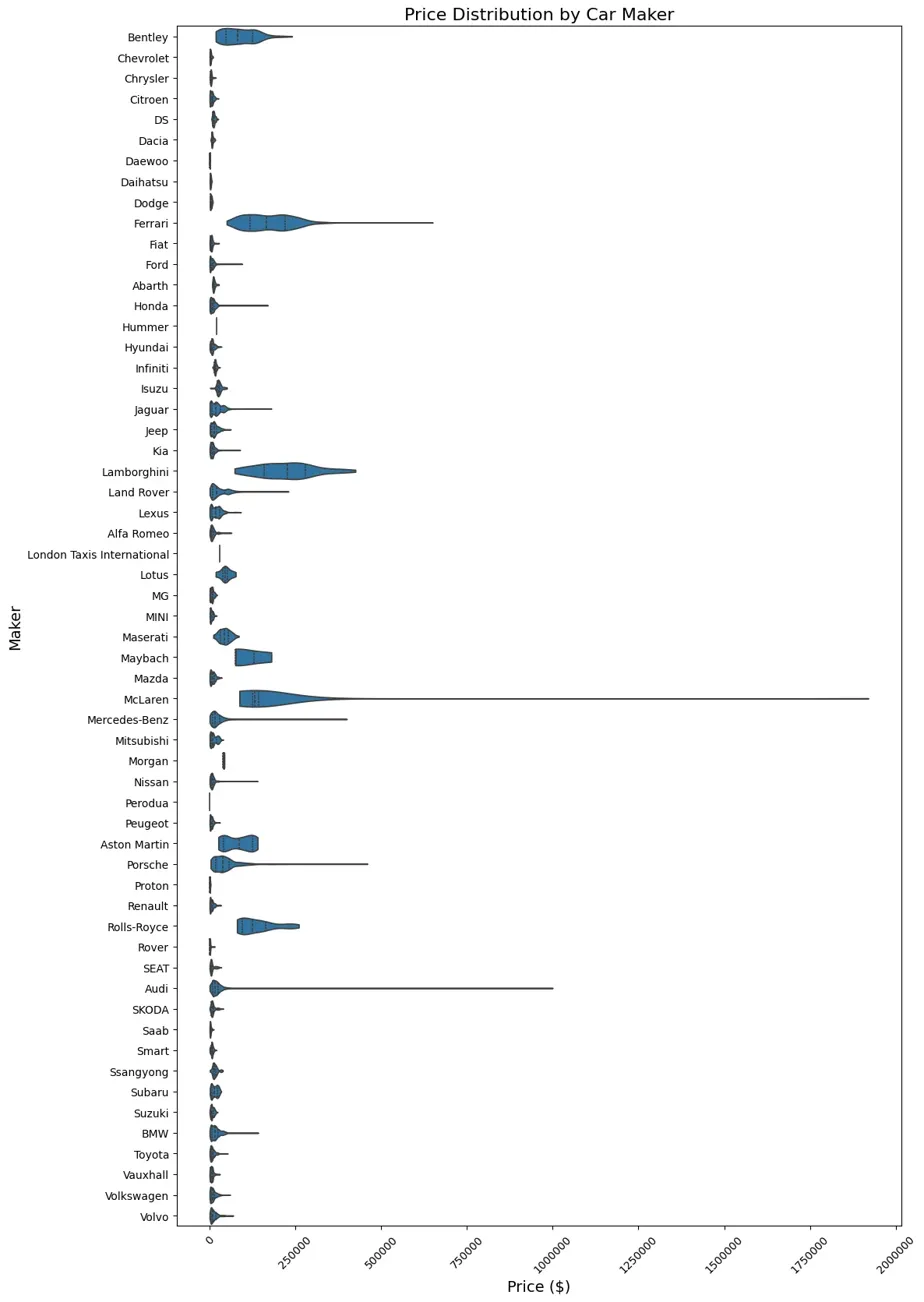 Price Distribution by Car Maker
Bentley
Chevrolet
Chrysler
Citroen
DS
Dacia
Daewoo
Daihatsu
Dodge
Ferrari
Fiat
Ford
Abarth
Honda
Hummer
Hyundai
Infiniti
Isuzu
Jaguar
Jeep
Kia
Lamborghini
Land Rover
Lexus
Alfa Romeo
London Taxis International
Lotus
MG
MINI
Maserati
Maybach
Mazda
McLaren
Mercedes-Benz
Mitsubishi
Morgan
Nissan
Perodua
Peugeot
Aston Martin
Porsche
Proton
Renault
Rolls-Royce
Rover
SEAT
Audi
SKODA
Saab
Smart
Ssangyong
Subaru
Suzuki
BMW
Toyota
Vauxhall
Volkswagen
Volvo
Maker
0
250000
500000
750000
1000000
1250000
1500000
1750000
2000000
Price ($)